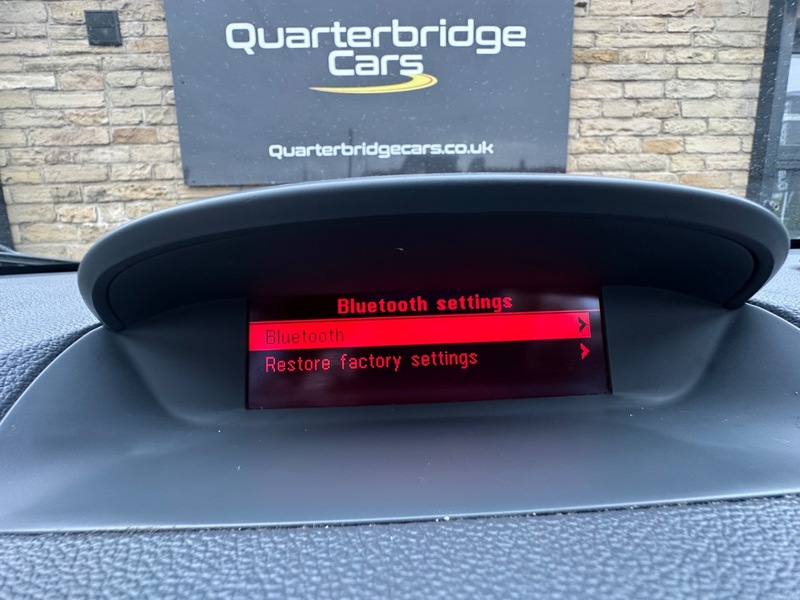 Quarterbridge
Cars
Quarterbridgecars.co.uk
Bluetooth settings
Bluetooth
Restore factory settings